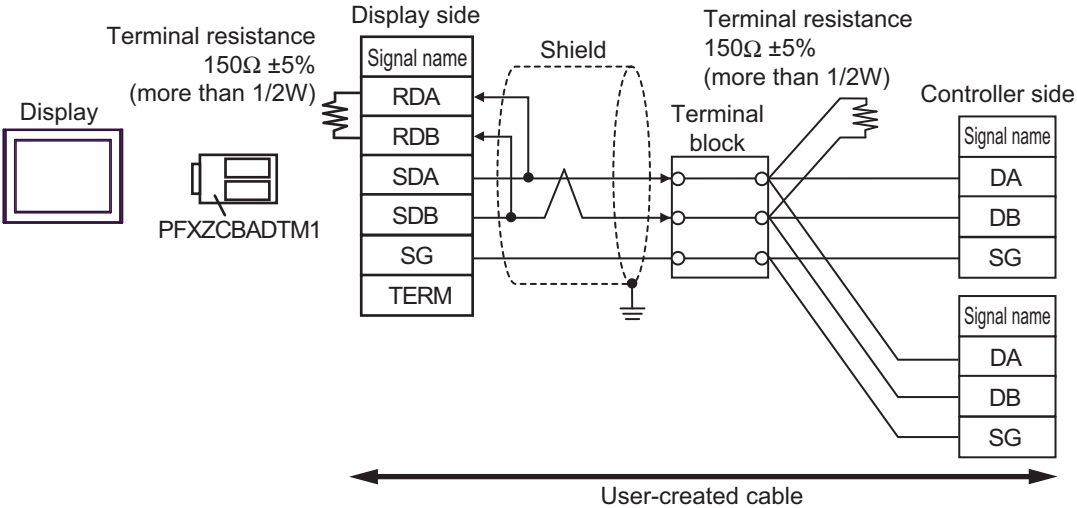 Display
PFXZCBADTM1
Terminal resistance
150Ω ±5%
(more than 1/2W)
Display side
Signal name
RDA
RDB
SDA
SDB
SG
TERM
Shield
Terminal
block
Terminal resistance
150Ω ±5%
(more than 1/2W)
Controller side
Signal name
DA
DB
SG
Signal name
DA
DB
SG
User-created cable